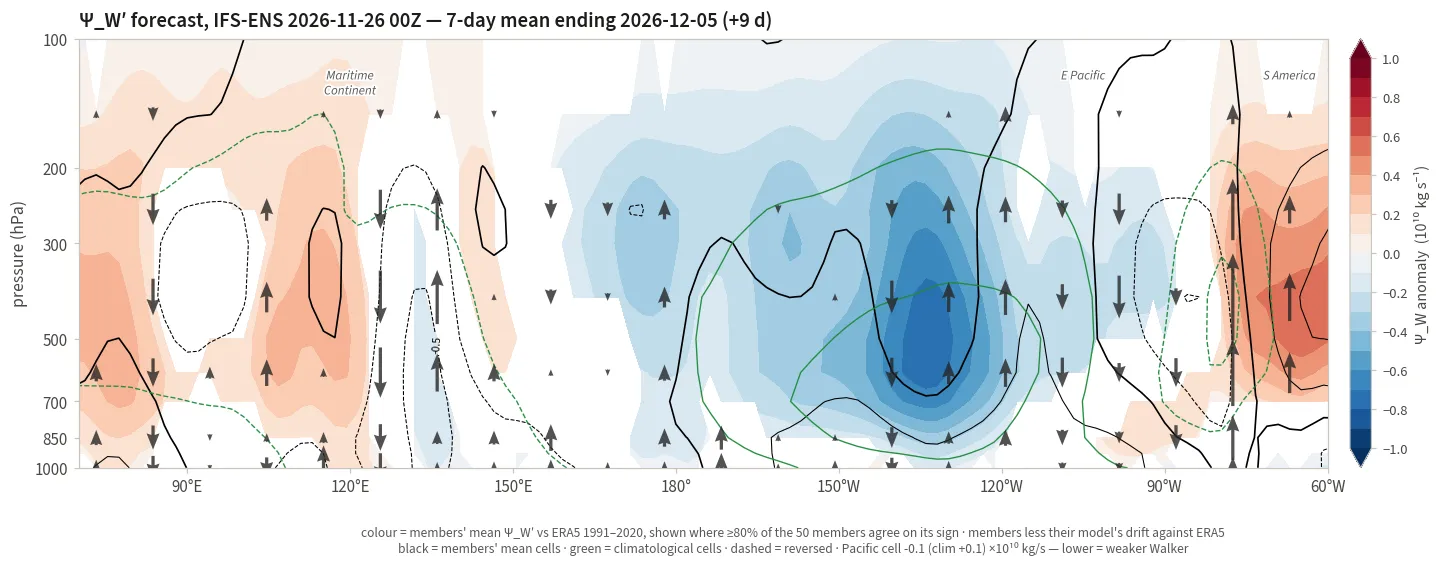 Ψ_W′ forecast, IFS-ENS 2026-11-26 00Z — 7-day mean ending 2026-12-05 (+9 d)
100
200
300
500
700
850
1000
pressure (hPa)
Maritime
Continent
E Pacific
S America
-0.5
90°E
120°E
150°E
180°
150°W
120°W
90°W
60°W
1.0
0.8
0.6
0.4
0.2
0.0
−0.2
−0.4
−0.6
−0.8
−1.0
Ψ_W anomaly (10¹⁰ kg s⁻¹)
colour = members' mean Ψ_W′ vs ERA5 1991–2020, shown where ≥80% of the 50 members agree on its sign · members less their model's drift against ERA5
black = members' mean cells · green = climatological cells · dashed = reversed · Pacific cell -0.1 (clim +0.1) ×10¹⁰ kg/s — lower = weaker Walker